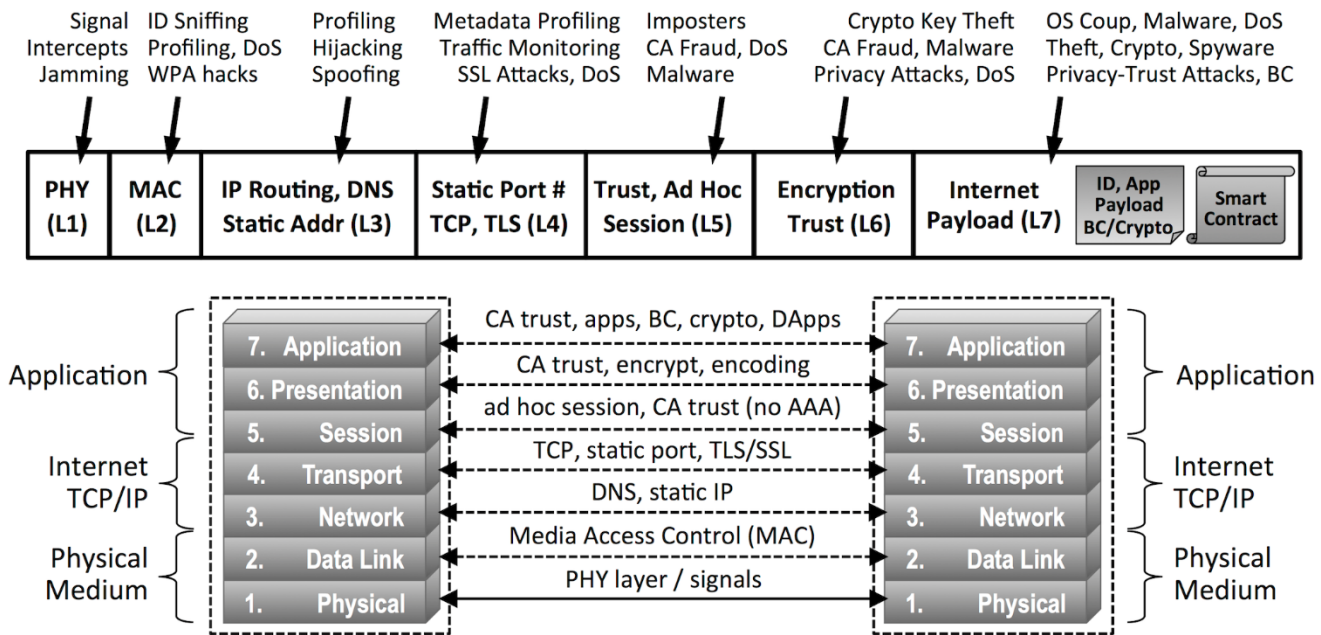 Signal
Intercepts
Jamming
ID Sniffing
Profiling, DoS
WPA hacks
Profiling
Hijacking
Spoofing
Metadata Profiling
Traffic Monitoring
SSL Attacks, DoS
Imposters
CA Fraud, DoS
Malware
Crypto Key Theft
CA Fraud, Malware
Privacy Attacks, DoS
OS Coup, Malware, DoS
Theft, Crypto, Spyware
Privacy-Trust Attacks, BC
PHY
(L1)
MAC
(L2)
IP Routing, DNS
Static Addr (L3)
Static Port #
TCP, TLS (L4)
Trust, Ad Hoc
Session (L5)
Encryption
Trust (L6)
Internet
Payload (L7)
ID, App
Payload
BC/Crypto
Smart
Contract
Application
Internet
TCP/IP
Physical
Medium
7. Application
6. Presentation
5. Session
4. Transport
3. Network
2. Data Link
1. Physical
CA trust, apps, BC, crypto, DApps
CA trust, encrypt, encoding
ad hoc session, CA trust (no AAA)
TCP, static port, TLS/SSL
DNS, static IP
Media Access Control (MAC)
PHY layer / signals
7. Application
6. Presentation
5. Session
4. Transport
3. Network
2. Data Link
1. Physical
Application
Internet
TCP/IP
Physical
Medium